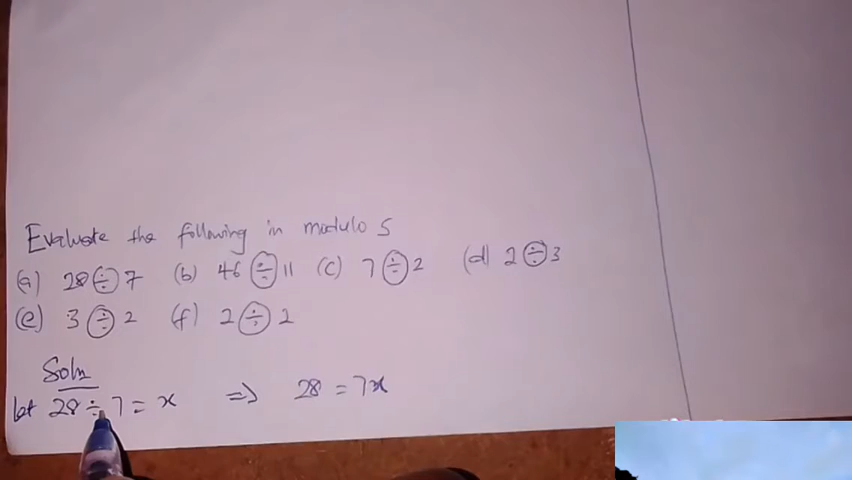 Evaluate the following in modulo 5
(a) 28 ⨸ 7 (b) 46 ⨸ 11 (c) 7 ⨸ 2 (d) 2 ⨸ 3
(e) 3 ⨸ 2 (f) 2 ⨸ 2
Soln
let 28 ÷ 7 = x => 28 = 7x